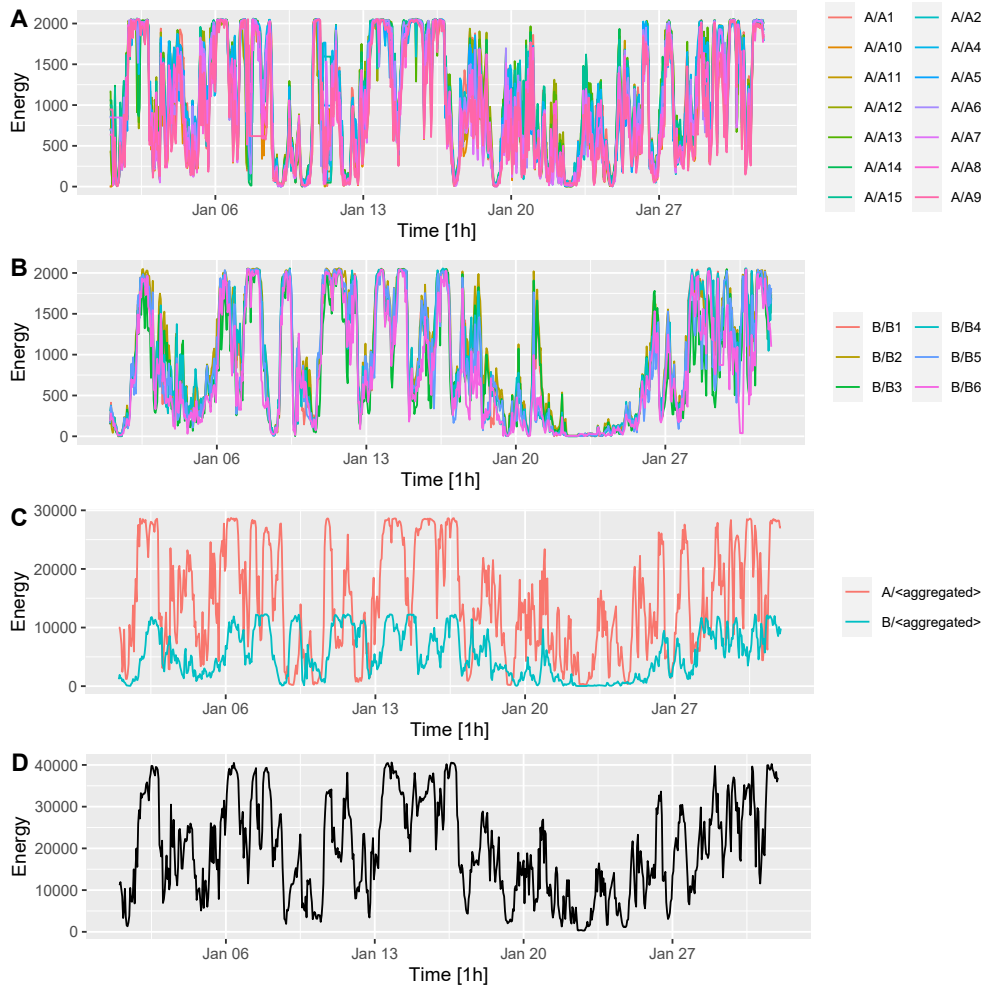 A
Energy
2000
1500
1000
500
0
Jan 06 Jan 13 Jan 20 Jan 27
Time [1h]
A/A1 A/A2
A/A10 A/A4
A/A11 A/A5
A/A12 A/A6
A/A13 A/A7
A/A14 A/A8
A/A15 A/A9
B
Energy
2000
1500
1000
500
0
Jan 06 Jan 13 Jan 20 Jan 27
Time [1h]
B/B1 B/B4
B/B2 B/B5
B/B3 B/B6
C
Energy
30000
20000
10000
0
Jan 06 Jan 13 Jan 20 Jan 27
Time [1h]
A/<aggregated>
B/<aggregated>
D
Energy
40000
30000
20000
10000
0
Jan 06 Jan 13 Jan 20 Jan 27
Time [1h]